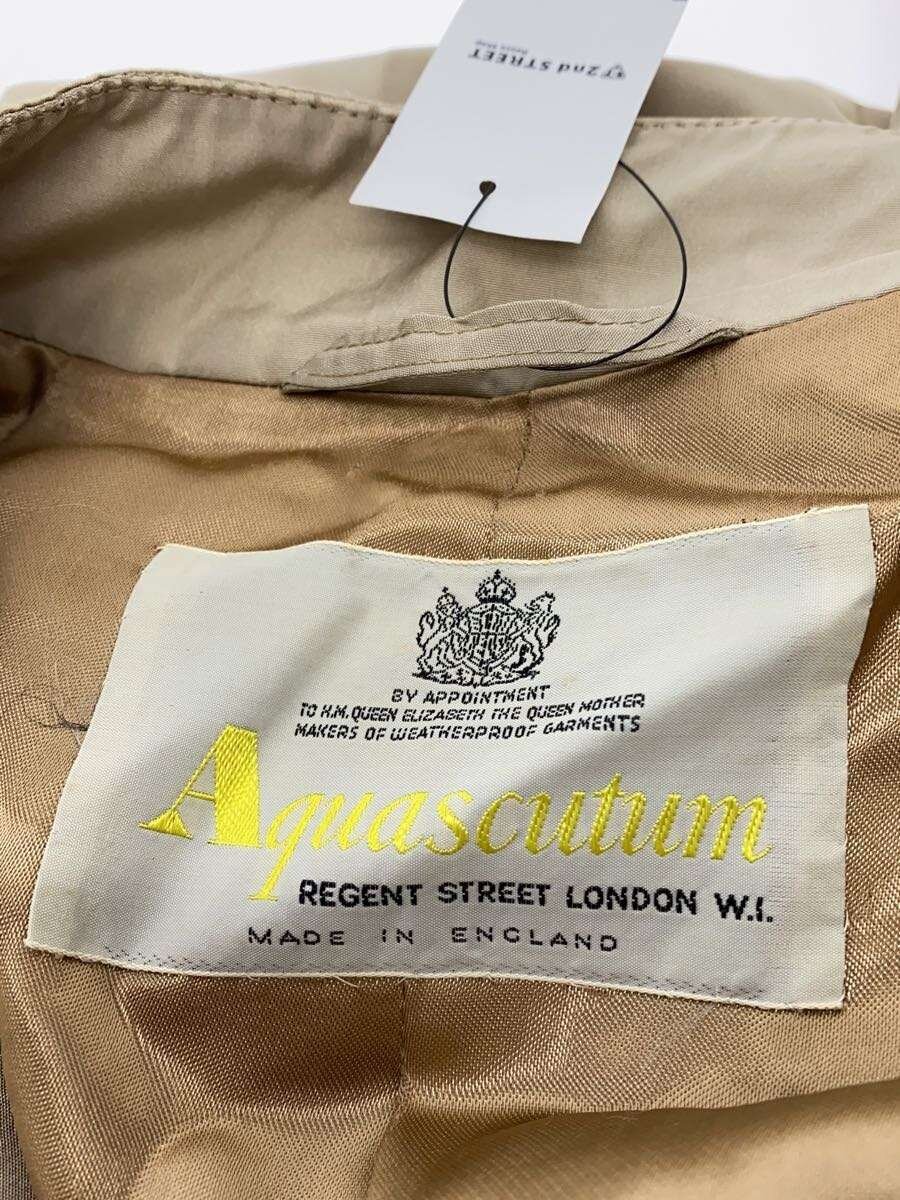 2nd STREET
BY APPOINTMENT
TO H.M. QUEEN ELIZABETH THE QUEEN MOTHER
MAKERS OF WEATHERPROOF GARMENTS
Aquascutum
REGENT STREET LONDON W.I.
MADE IN ENGLAND